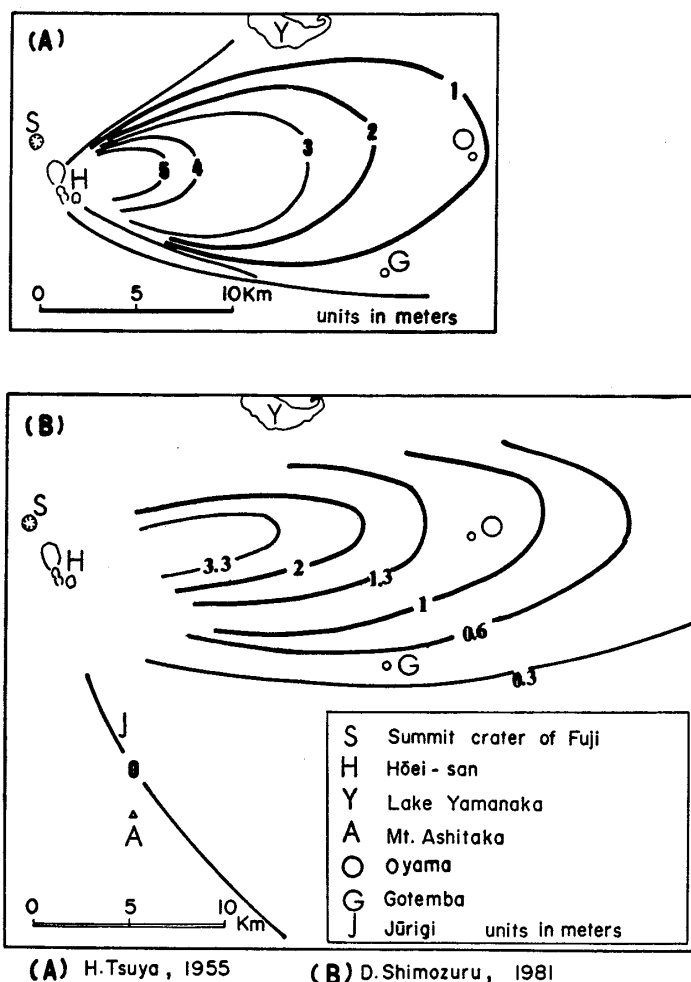 (A)
Y
S
H
1
2
3
4
5
O
G
0 5 10 Km
units in meters
(B)
Y
S
H
3.3
2
1.3
1
0.6
0.3
O
G
J
0
A
0 5 10
Km
S Summit crater of Fuji
H Hōei-san
Y Lake Yamanaka
A Mt. Ashitaka
O Oyama
G Gotemba
J Jūrigi units in meters
(A) H.Tsuya, 1955 (B) D.Shimozuru, 1981